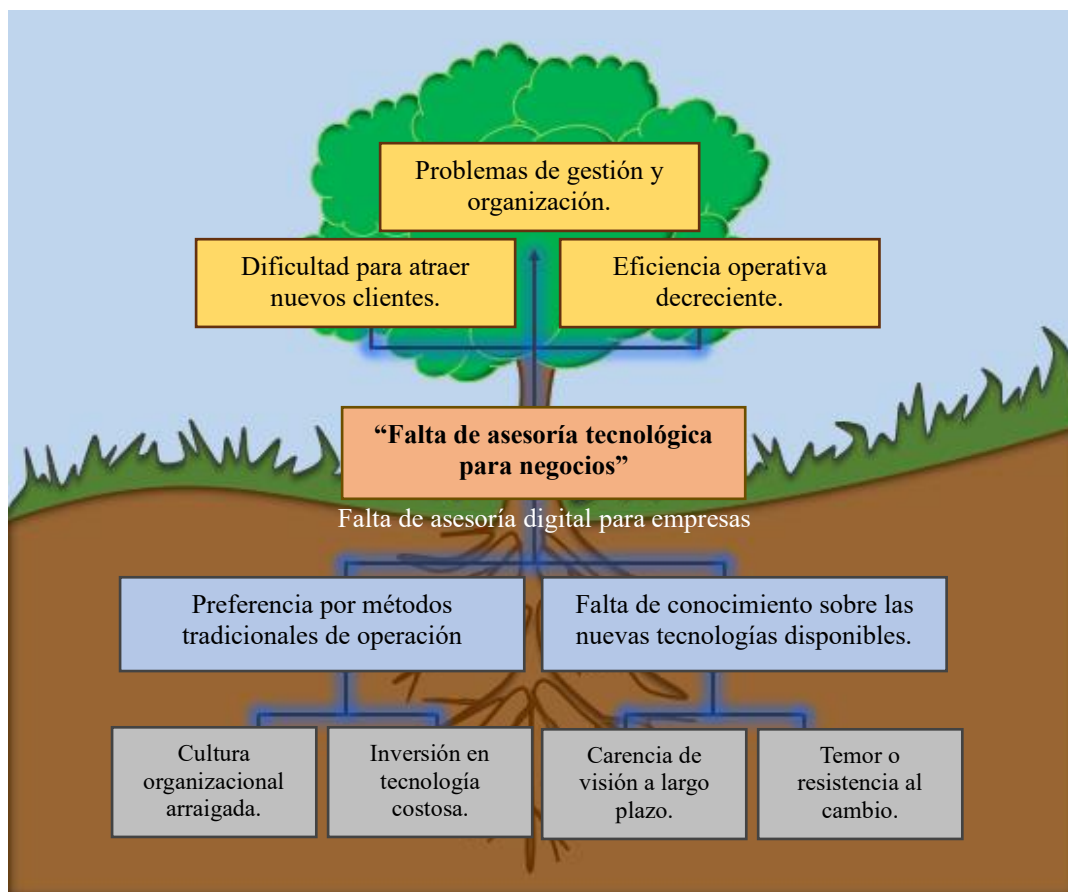 Problemas de gestión y
organización.
Dificultad para atraer
nuevos clientes.
Eficiencia operativa
decreciente.
“Falta de asesoría tecnológica
para negocios”
Falta de asesoría digital para empresas
Preferencia por métodos
tradicionales de operación
Falta de conocimiento sobre las
nuevas tecnologías disponibles.
Cultura
organizacional
arraigada.
Inversión en
tecnología
costosa.
Carencia de
visión a largo
plazo.
Temor o
resistencia al
cambio.